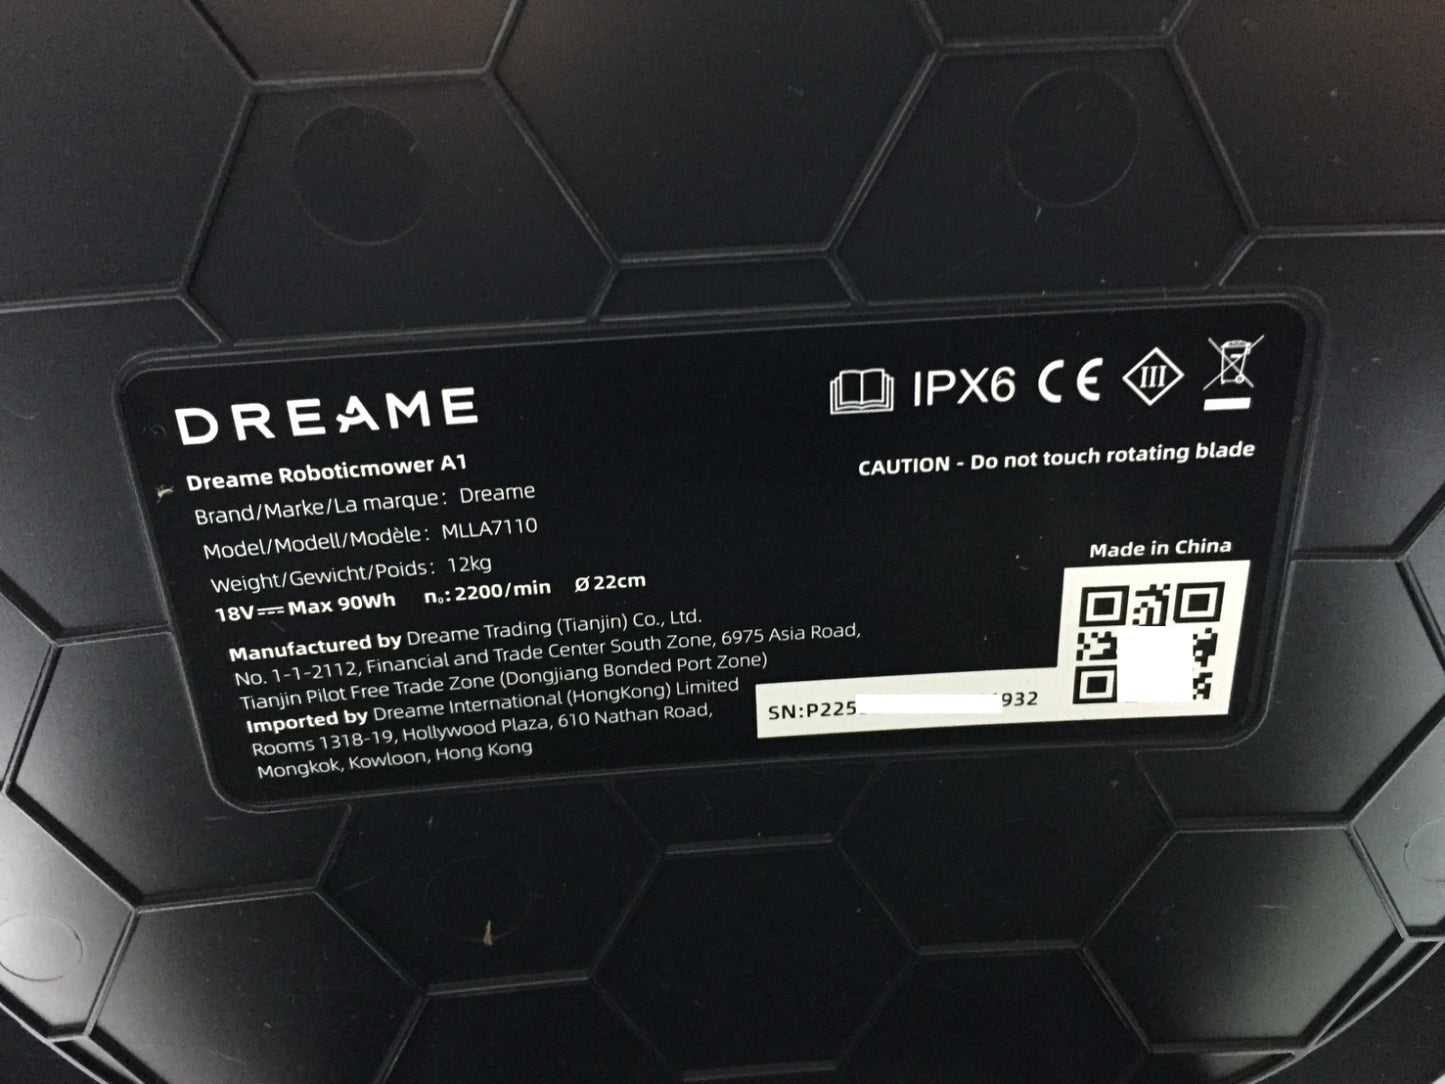 DREAME
Dreame Roboticmower A1
Brand/Marke/La marque: Dreame
Model/Modell/Modèle: MLLA7110
Weight/Gewicht/Poids: 12kg
18V⎓Max 90Wh n₀: 2200/min Ø22cm
Manufactured by Dreame Trading (Tianjin) Co., Ltd.
No. 1-1-2112, Financial and Trade Center South Zone, 6975 Asia Road,
Tianjin Pilot Free Trade Zone (Dongjiang Bonded Port Zone)
Imported by Dreame International (HongKong) Limited
Rooms 1318-19, Hollywood Plaza, 610 Nathan Road,
Mongkok, Kowloon, Hong Kong
IPX6 CE III
CAUTION - Do not touch rotating blade
Made in China
SN:P225 932